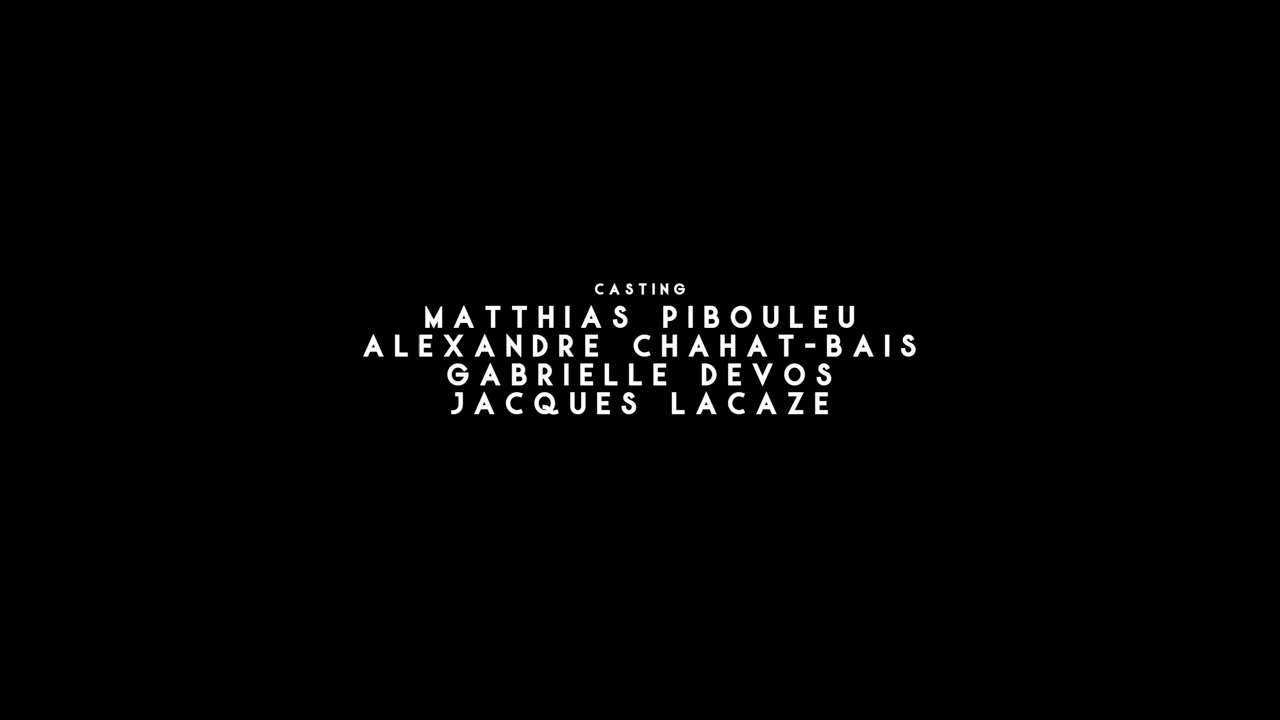 CASTING
MATTHIAS PIBOULEU
ALEXANDRE CHAHAT-BAIS
GABRIELLE DEVOS
JACQUES LACAZE